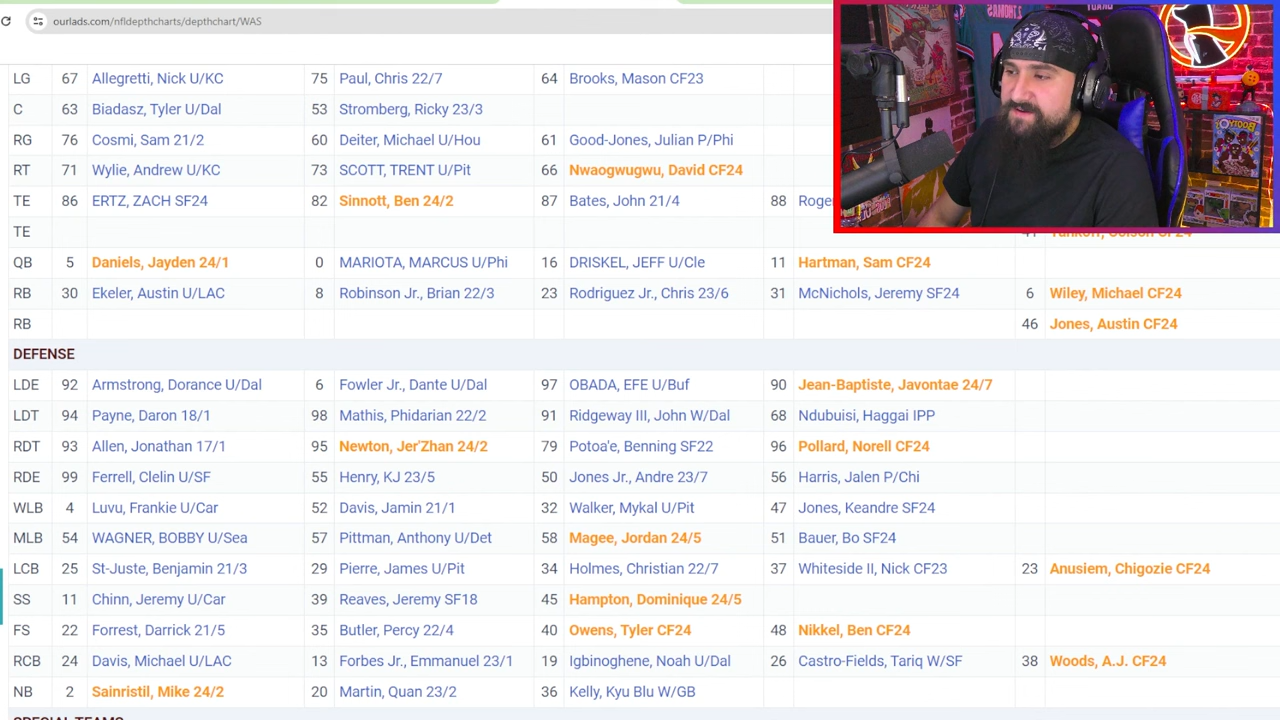 ourlads.com/nfldepthcharts/depthchart/WAS
LG 67 Allegretti, Nick U/KC 75 Paul, Chris 22/7 64 Brooks, Mason CF23
C 63 Biadasz, Tyler U/Dal 53 Stromberg, Ricky 23/3
RG 76 Cosmi, Sam 21/2 60 Deiter, Michael U/Hou 61 Good-Jones, Julian P/Phi
RT 71 Wylie, Andrew U/KC 73 SCOTT, TRENT U/Pit 66 Nwaogwugwu, David CF24
TE 86 ERTZ, ZACH SF24 82 Sinnott, Ben 24/2 87 Bates, John 21/4 88
TE
QB 5 Daniels, Jayden 24/1 0 MARIOTA, MARCUS U/Phi 16 DRISKEL, JEFF U/Cle 11 Hartman, Sam CF24
RB 30 Ekeler, Austin U/LAC 8 Robinson Jr., Brian 22/3 23 Rodriguez Jr., Chris 23/6 31 McNichols, Jeremy SF24 6 Wiley, Michael CF24
RB 46 Jones, Austin CF24
DEFENSE
LDE 92 Armstrong, Dorance U/Dal 6 Fowler Jr., Dante U/Dal 97 OBADA, EFE U/Buf 90 Jean-Baptiste, Javontae 24/7
LDT 94 Payne, Daron 18/1 98 Mathis, Phidarian 22/2 91 Ridgeway III, John W/Dal 68 Ndubuisi, Haggai IPP
RDT 93 Allen, Jonathan 17/1 95 Newton, Jer'Zhan 24/2 79 Potoa'e, Benning SF22 96 Pollard, Norell CF24
RDE 99 Ferrell, Clelin U/SF 55 Henry, KJ 23/5 50 Jones Jr., Andre 23/7 56 Harris, Jalen P/Chi
WLB 4 Luvu, Frankie U/Car 52 Davis, Jamin 21/1 32 Walker, Mykal U/Pit 47 Jones, Keandre SF24
MLB 54 WAGNER, BOBBY U/Sea 57 Pittman, Anthony U/Det 58 Magee, Jordan 24/5 51 Bauer, Bo SF24
LCB 25 St-Juste, Benjamin 21/3 29 Pierre, James U/Pit 34 Holmes, Christian 22/7 37 Whiteside II, Nick CF23 23 Anusiem, Chigozie CF24
SS 11 Chinn, Jeremy U/Car 39 Reaves, Jeremy SF18 45 Hampton, Dominique 24/5
FS 22 Forrest, Darrick 21/5 35 Butler, Percy 22/4 40 Owens, Tyler CF24 48 Nikkel, Ben CF24
RCB 24 Davis, Michael U/LAC 13 Forbes Jr., Emmanuel 23/1 19 Igbinoghene, Noah U/Dal 26 Castro-Fields, Tariq W/SF 38 Woods, A.J. CF24
NB 2 Sainristil, Mike 24/2 20 Martin, Quan 23/2 36 Kelly, Kyu Blu W/GB